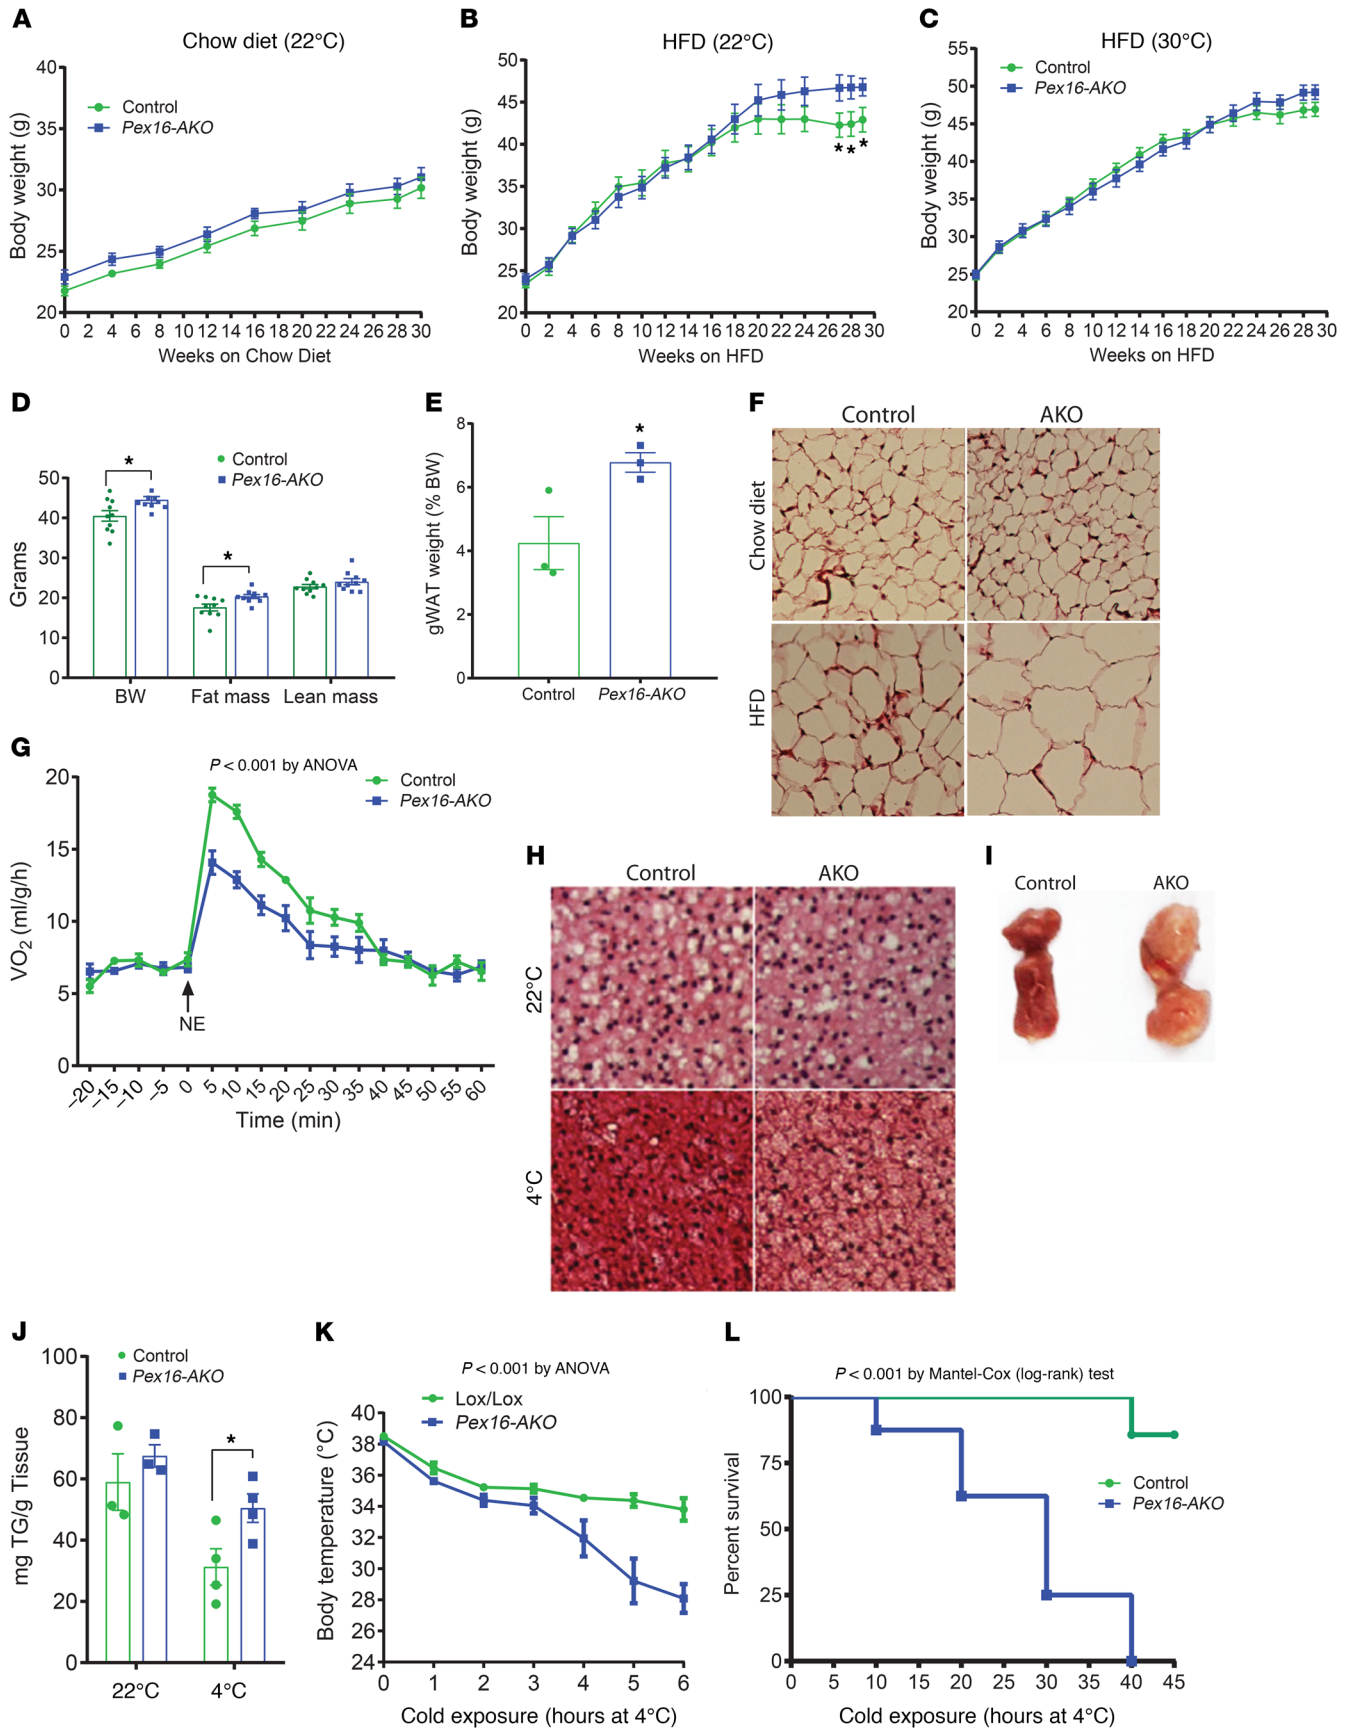 A
Chow diet (22°C)
40
35
30
25
20
Body weight (g)
Control
Pex16-AKO
0 2 4 6 8 10 12 14 16 18 20 22 24 26 28 30
Weeks on Chow Diet
B
HFD (22°C)
50
45
40
35
30
25
20
Body weight (g)
Control
Pex16-AKO
* * *
0 2 4 6 8 10 12 14 16 18 20 22 24 26 28 30
Weeks on HFD
C
HFD (30°C)
55
50
45
40
35
30
25
20
Body weight (g)
Control
Pex16-AKO
0 2 4 6 8 10 12 14 16 18 20 22 24 26 28 30
Weeks on HFD
D
Control
Pex16-AKO
50
40
30
20
10
0
Grams
*
*
BW Fat mass Lean mass
E
8
6
4
2
0
gWAT weight (% BW)
*
Control Pex16-AKO
F
Control AKO
Chow diet
HFD
G
P < 0.001 by ANOVA
Control
Pex16-AKO
20
15
10
5
0
VO2 (ml/g/h)
NE
–20 –15 –10 –5 0 5 10 15 20 25 30 35 40 45 50 55 60
Time (min)
H
Control AKO
22°C
4°C
I
Control AKO
J
Control
Pex16-AKO
100
80
60
40
20
0
mg TG/g Tissue
*
22°C 4°C
K
P < 0.001 by ANOVA
Lox/Lox
Pex16-AKO
40
38
36
34
32
30
28
26
24
Body temperature (°C)
0 1 2 3 4 5 6
Cold exposure (hours at 4°C)
L
P < 0.001 by Mantel-Cox (log-rank) test
100
75
50
25
0
Percent survival
Control
Pex16-AKO
0 5 10 15 20 25 30 35 40 45
Cold exposure (hours at 4°C)